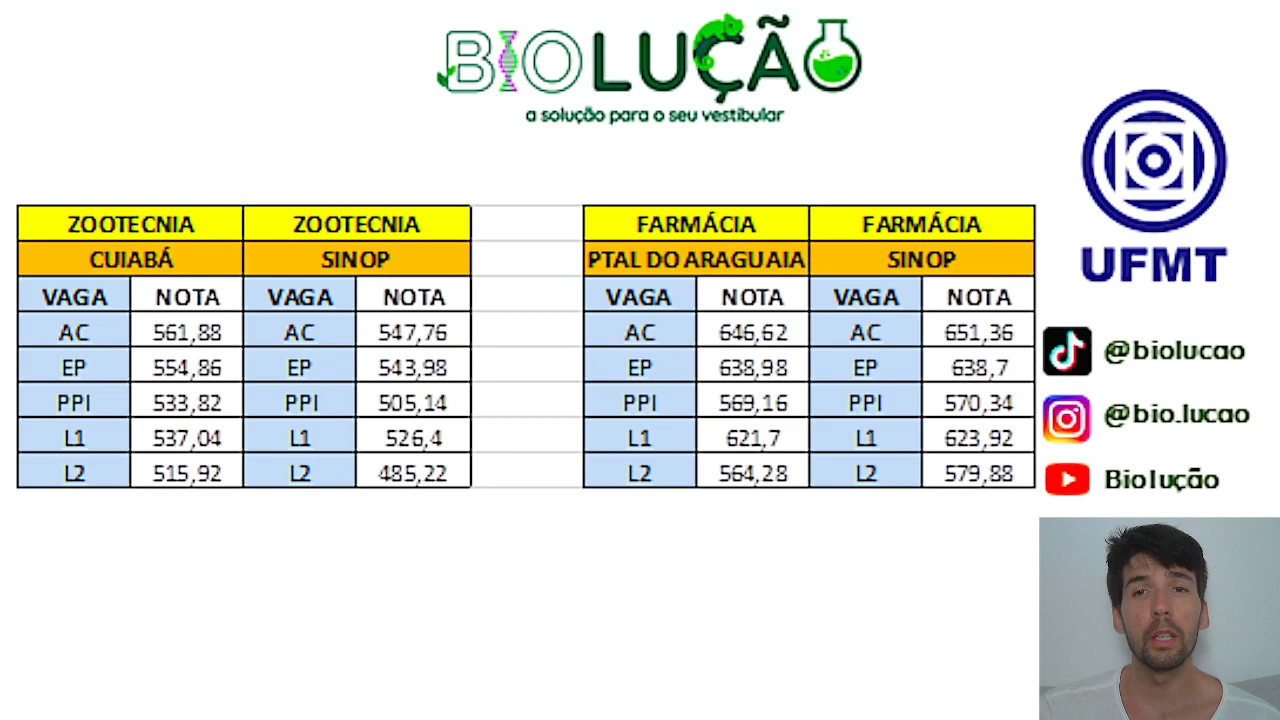 BIOLUÇÃO
a solução para o seu vestibular
UFMT
ZOOTECNIA ZOOTECNIA FARMÁCIA FARMÁCIA
CUIABÁ SINOP PTAL DO ARAGUAIA SINOP
VAGA NOTA VAGA NOTA VAGA NOTA VAGA NOTA
AC 561,88 AC 547,76 AC 646,62 AC 651,36
EP 554,86 EP 543,98 EP 638,98 EP 638,7
PPI 533,82 PPI 505,14 PPI 569,16 PPI 570,34
L1 537,04 L1 526,4 L1 621,7 L1 623,92
L2 515,92 L2 485,22 L2 564,28 L2 579,88
@biolucao
@bio.lucao
Biolução